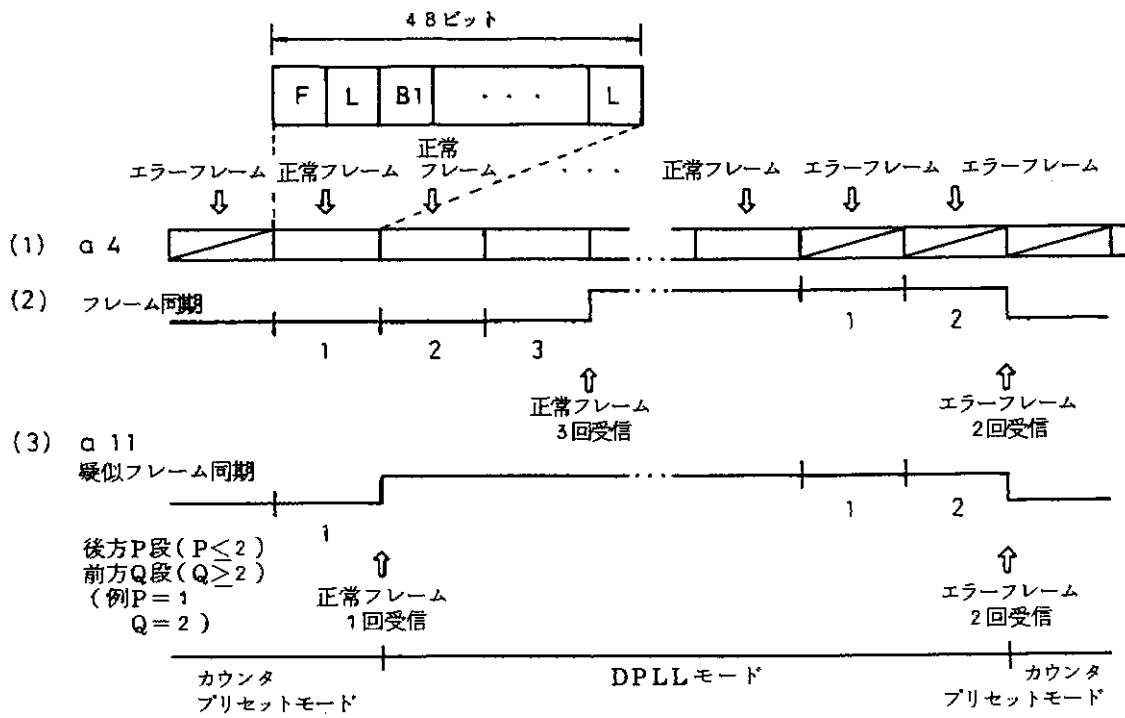 48ビット
F L B1 ・・・ L
正常
エラーフレーム 正常フレーム フレーム ・・・ 正常フレーム エラーフレーム エラーフレーム
(1) a 4
(2) フレーム同期
1 2 3 1 2
正常フレーム
3回受信
エラーフレーム
2回受信
(3) a 11
疑似フレーム同期
1 1 2
後方P段(P≦2)
前方Q段(Q≧2)
(例P=1
Q=2)
正常フレーム
1回受信
エラーフレーム
2回受信
カウンタ
プリセットモード
DPLLモード
カウンタ
プリセットモード